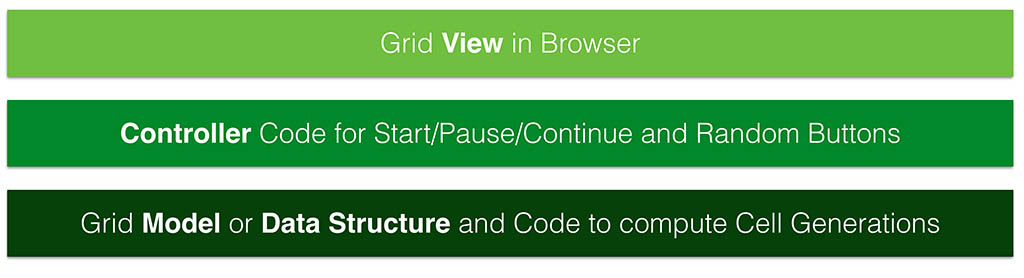 Grid View in Browser
Controller Code for Start/Pause/Continue and Random Buttons
Grid Model or Data Structure and Code to compute Cell Generations